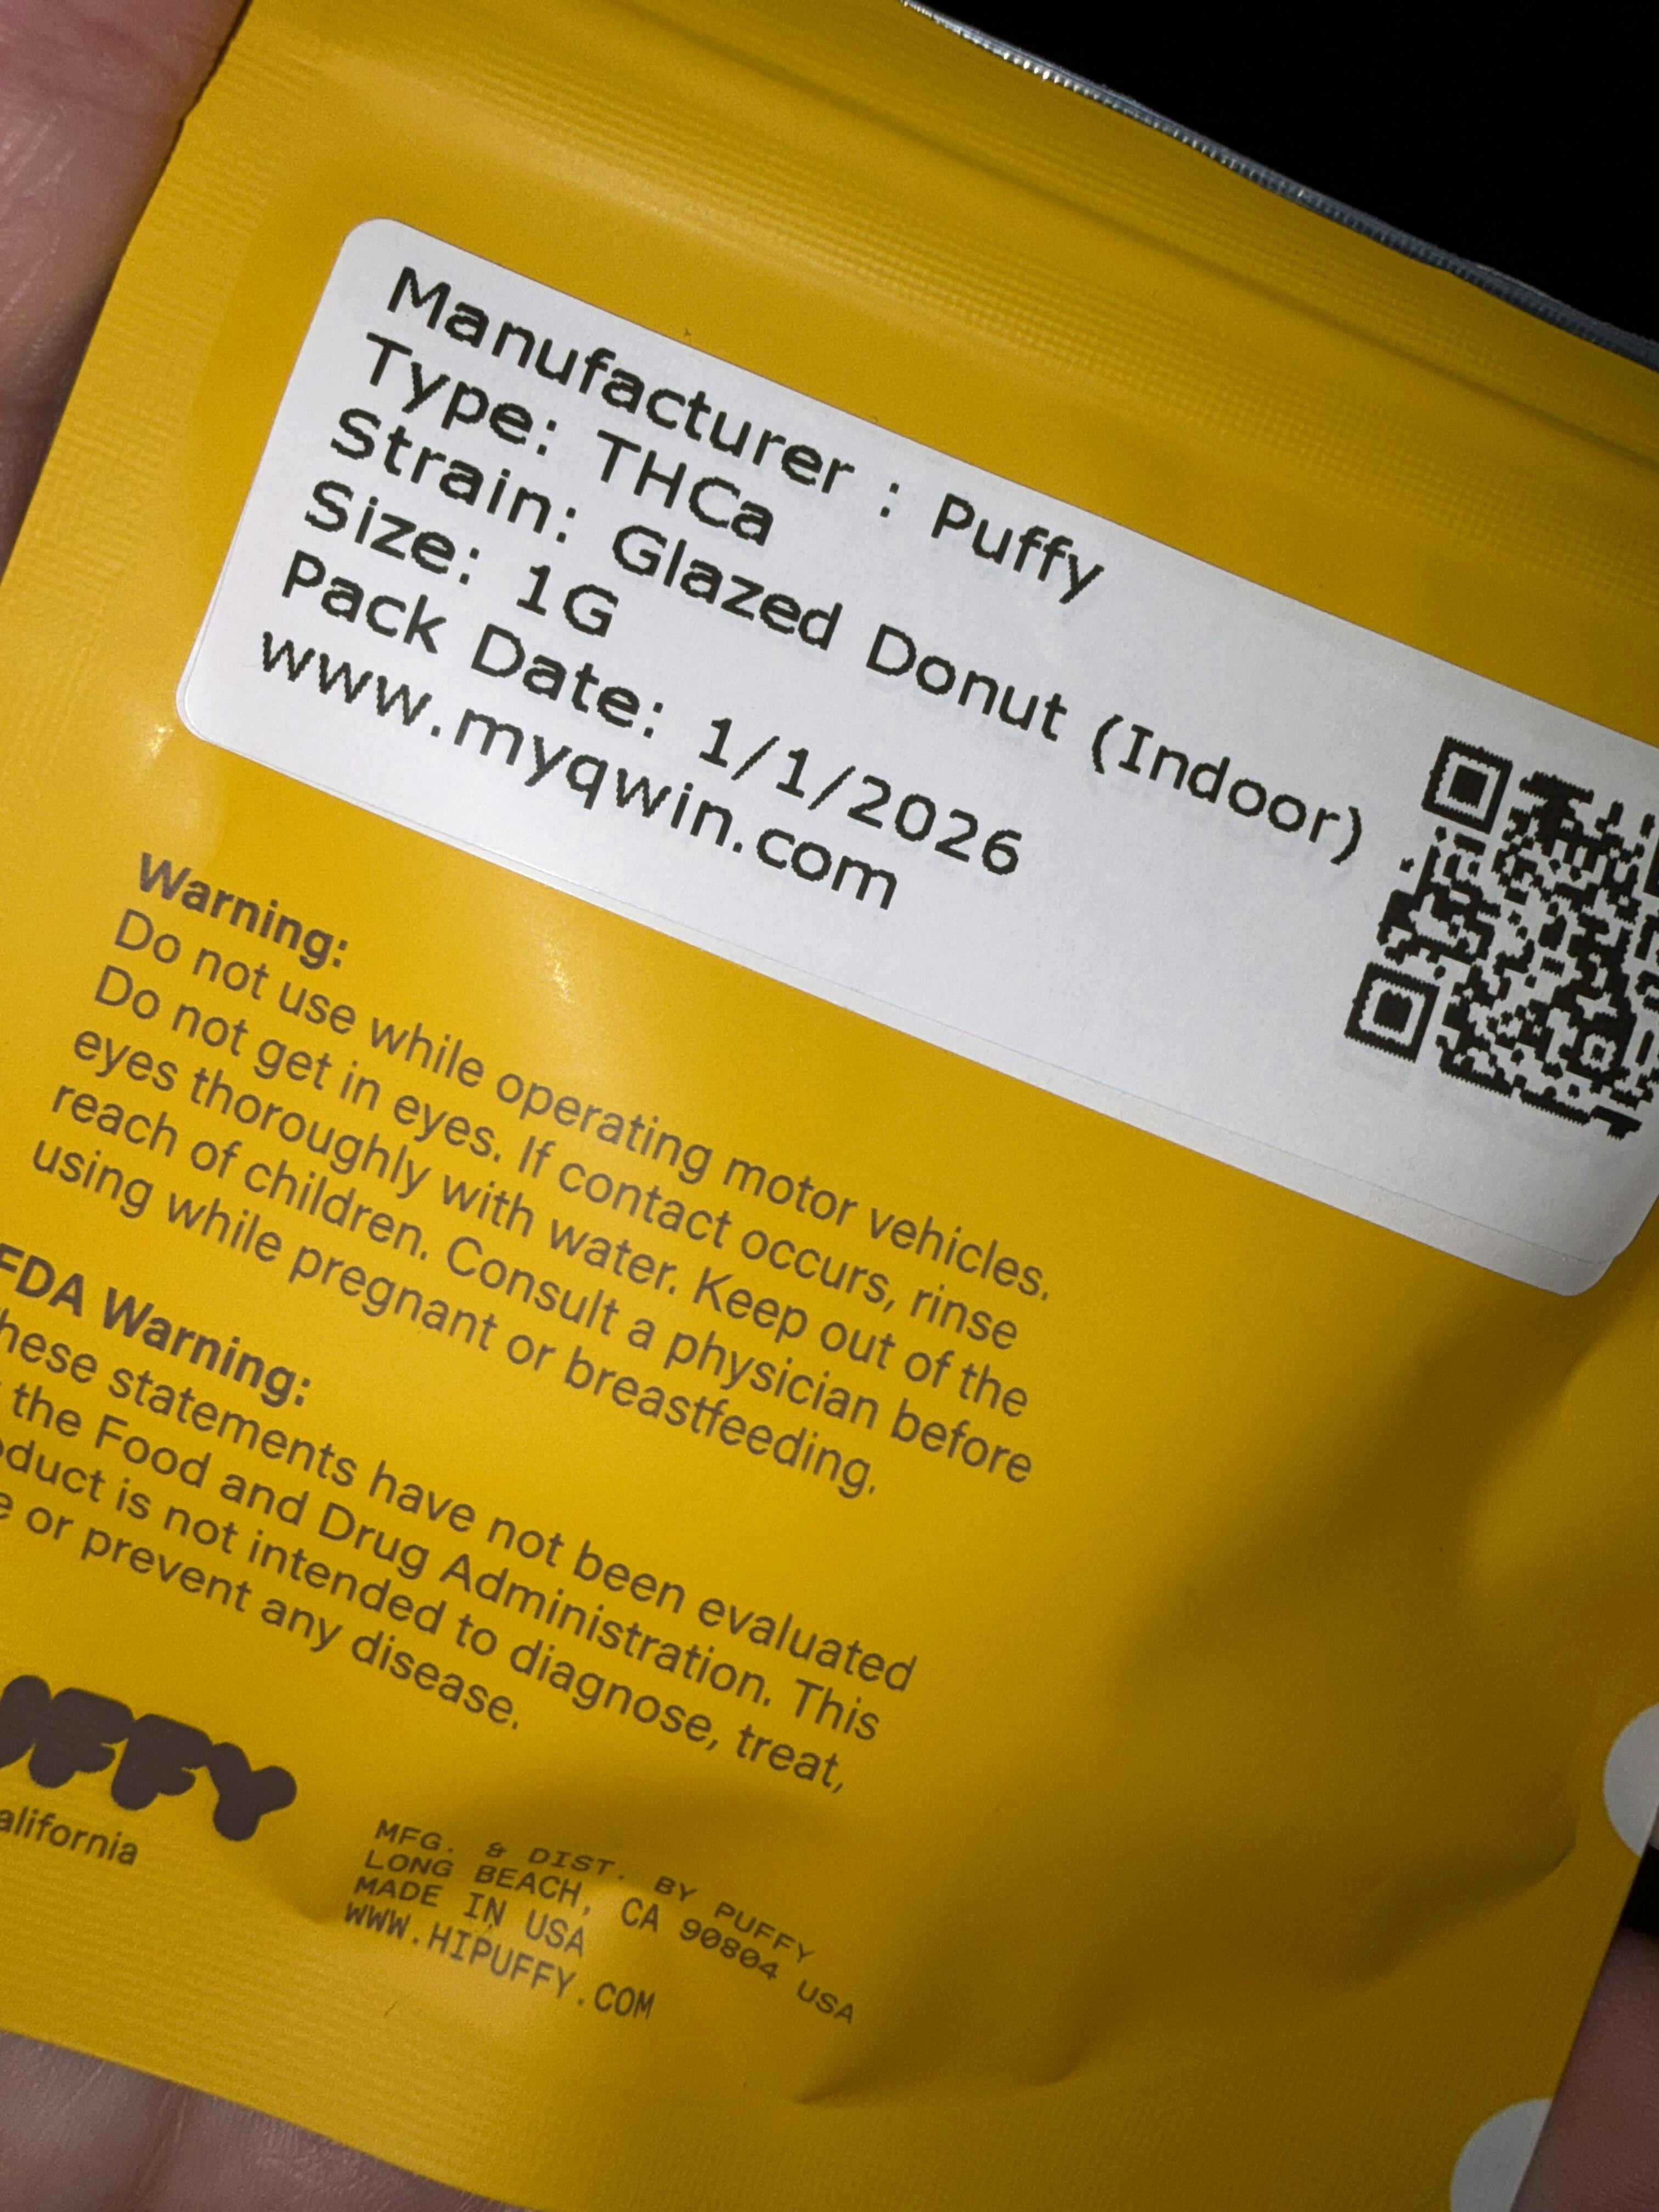 Manufacturer : Puffy
Type: THCa
Strain: Glazed Donut (Indoor)
Size: 1G
Pack Date: 1/1/2026
www.myqwin.com
Warning:
Do not use while operating motor vehicles.
Do not get in eyes. If contact occurs, rinse
eyes thoroughly with water. Keep out of the
reach of children. Consult a physician before
using while pregnant or breastfeeding.
FDA Warning:
these statements have not been evaluated
the Food and Drug Administration. This
product is not intended to diagnose, treat,
or prevent any disease.
PUFFY
California
MFG. & DIST. BY PUFFY
LONG BEACH, CA 90804 USA
MADE IN USA
WWW.HIPUFFY.COM